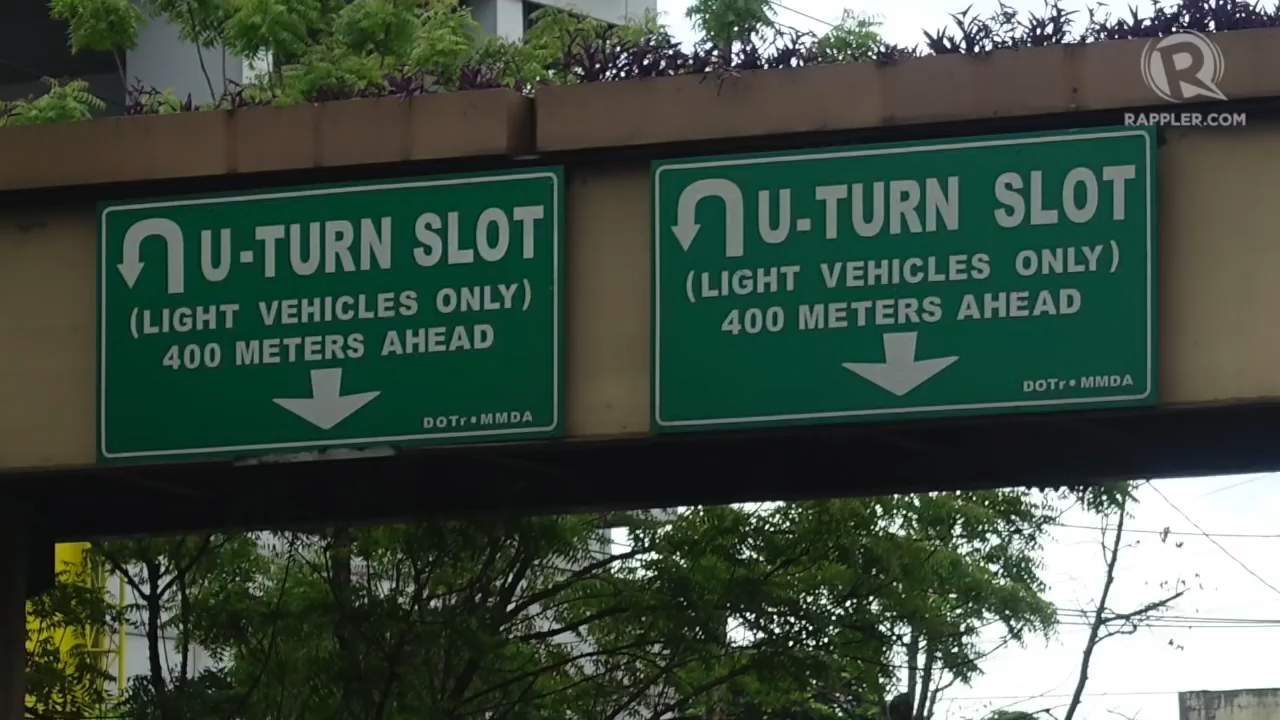 U-TURN SLOT
(LIGHT VEHICLES ONLY)
400 METERS AHEAD
DOTr•MMDA
U-TURN SLOT
(LIGHT VEHICLES ONLY)
400 METERS AHEAD
DOTr•MMDA
R
RAPPLER.COM